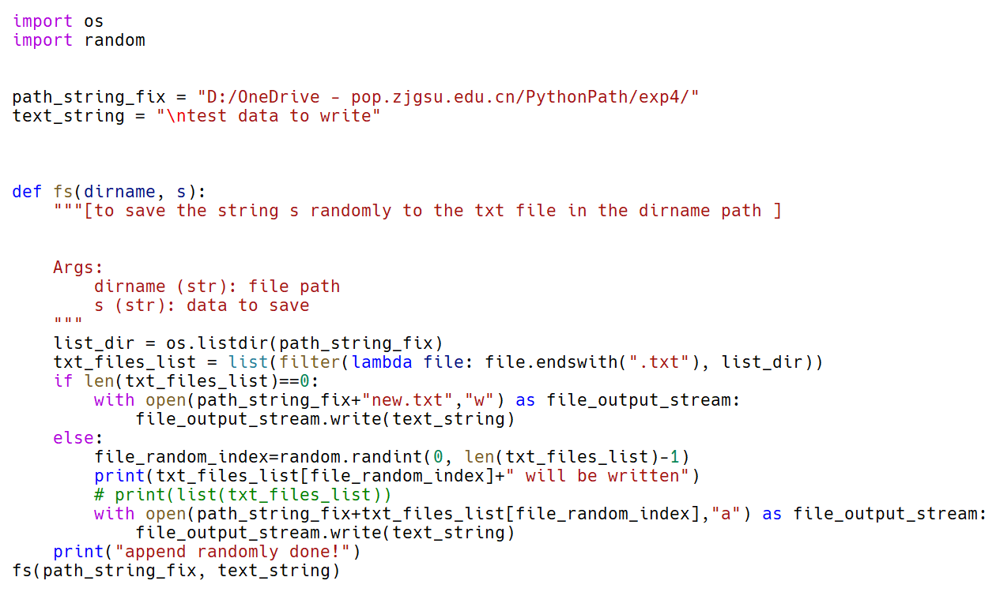 import os
import random
path_string_fix = "D:/OneDrive - pop.zjgsu.edu.cn/PythonPath/exp4/"
text_string = "\ntest data to write"
def fs(dirname, s):
    """[to save the string s randomly to the txt file in the dirname path ]
    Args:
        dirname (str): file path
        s (str): data to save
    """
    list_dir = os.listdir(path_string_fix)
    txt_files_list = list(filter(lambda file: file.endswith(".txt"), list_dir))
    if len(txt_files_list)==0:
        with open(path_string_fix+"new.txt","w") as file_output_stream:
            file_output_stream.write(text_string)
    else:
        file_random_index=random.randint(0, len(txt_files_list)-1)
        print(txt_files_list[file_random_index]+" will be written")
        # print(list(txt_files_list))
        with open(path_string_fix+txt_files_list[file_random_index],"a") as file_output_stream:
            file_output_stream.write(text_string)
    print("append randomly done!")
fs(path_string_fix, text_string)